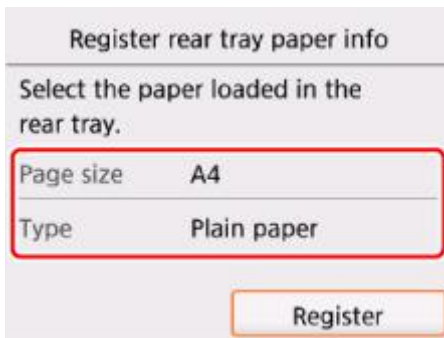 Register rear tray paper info
Select the paper loaded in the
rear tray.
Page size A4
Type Plain paper
Register